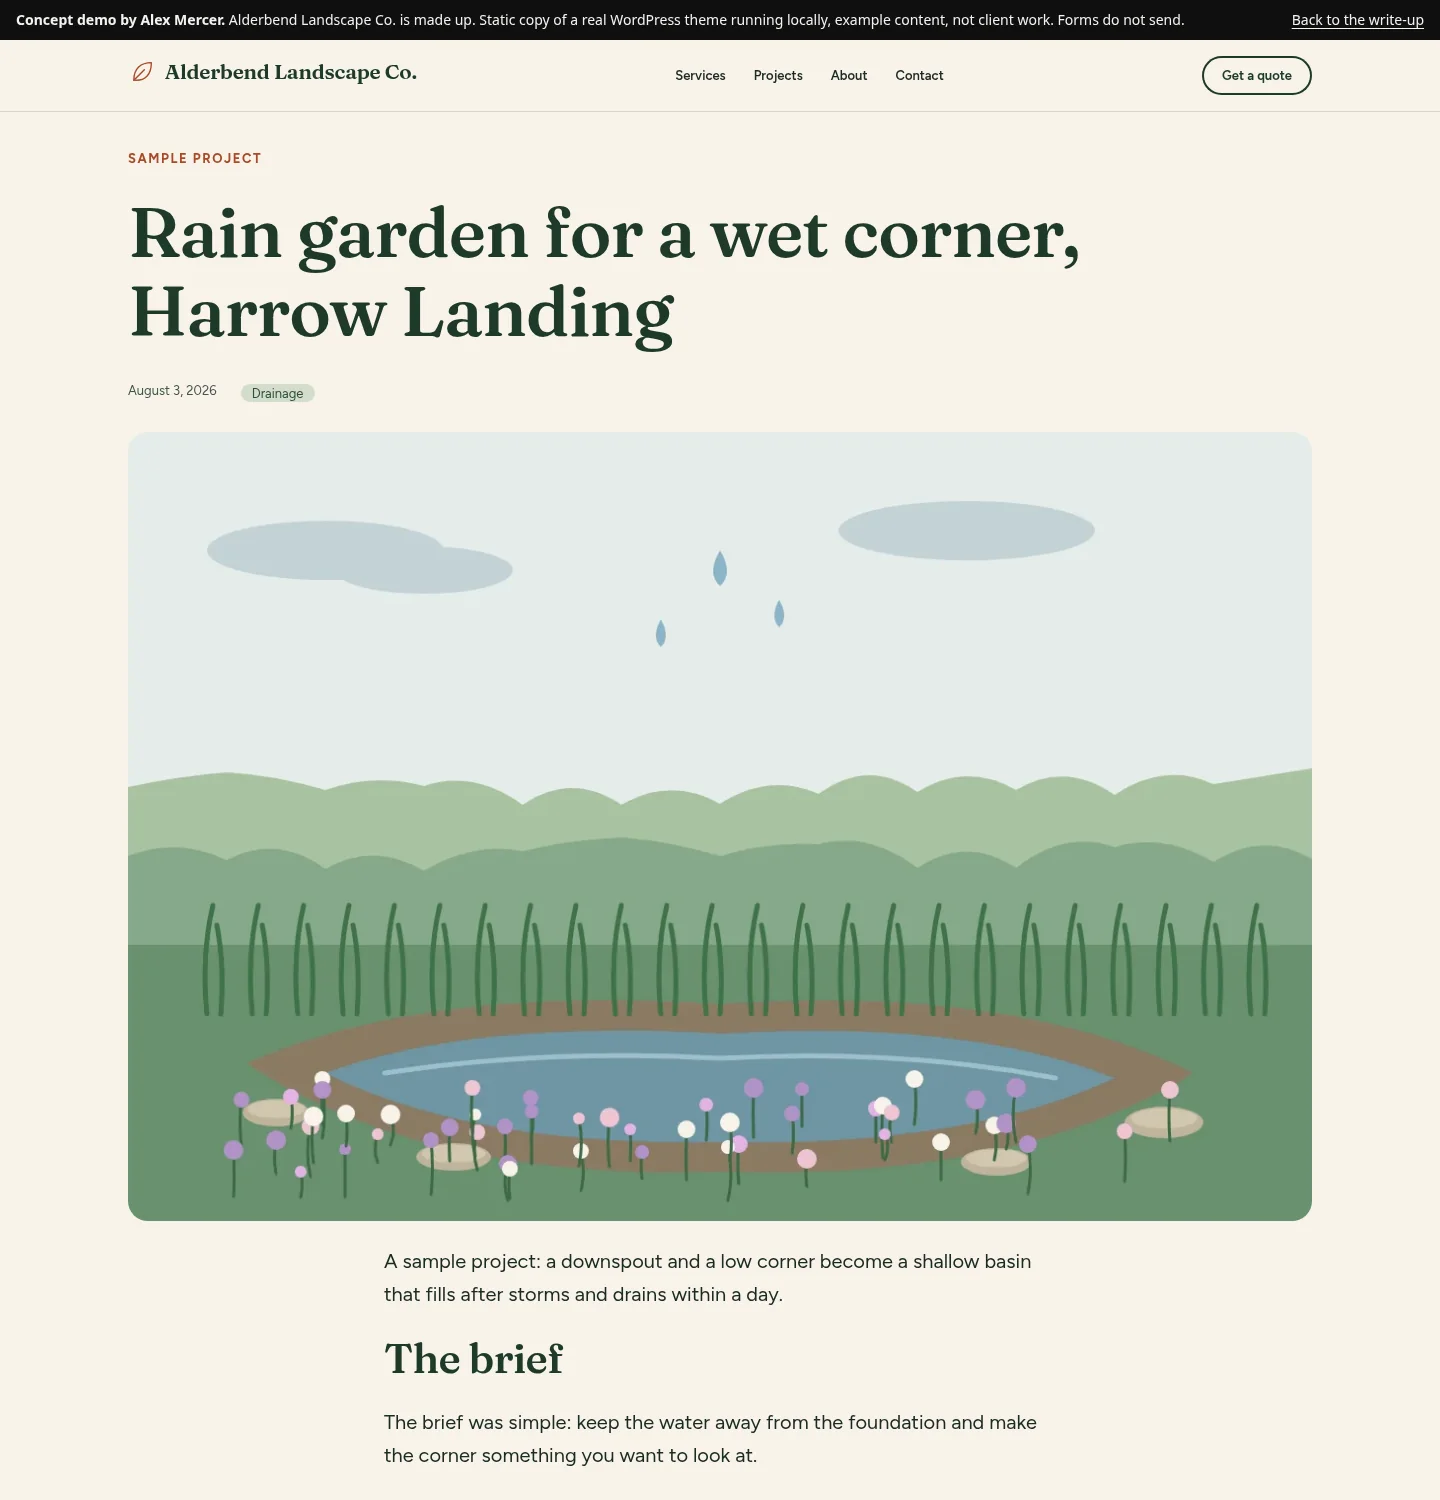 Concept demo by Alex Mercer. Alderbend Landscape Co. is made up. Static copy of a real WordPress theme running locally, example content, not client work. Forms do not send.
Back to the write-up
Alderbend Landscape Co.
Services
Projects
About
Contact
Get a quote
SAMPLE PROJECT
Rain garden for a wet corner,
Harrow Landing
August 3, 2026
Drainage
A sample project: a downspout and a low corner become a shallow basin
that fills after storms and drains within a day.
The brief
The brief was simple: keep the water away from the foundation and make
the corner something you want to look at.